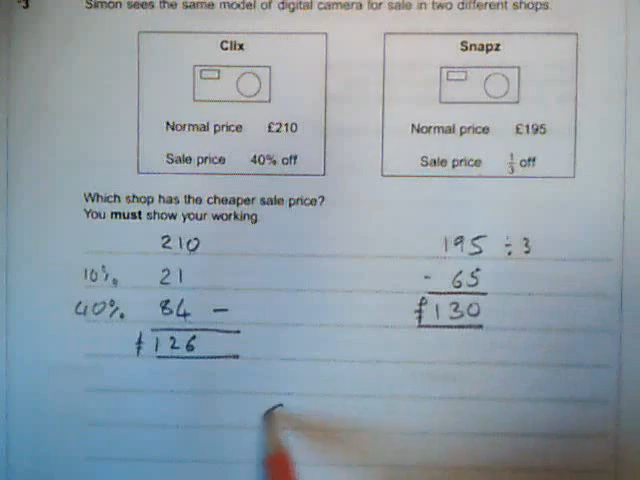 *3 Simon sees the same model of digital camera for sale in two different shops.
Clix
Normal price £210
Sale price 40% off
Snapz
Normal price £195
Sale price 1/3 off
Which shop has the cheaper sale price?
You must show your working
210
10% 21
40% 84 -
£126
195 ÷ 3
- 65
£130